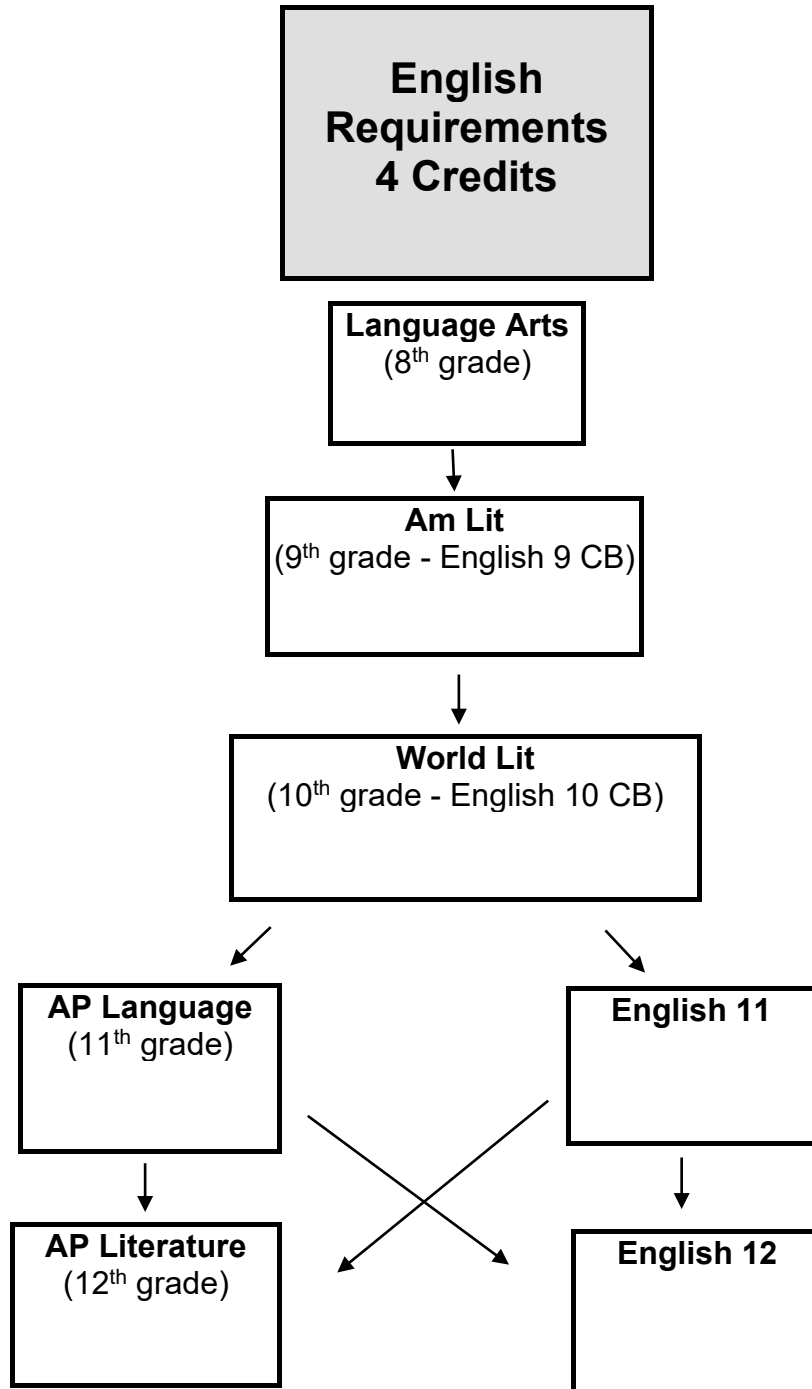 English
Requirements
4 Credits
Language Arts
(8th grade)
Am Lit
(9th grade - English 9 CB)
World Lit
(10th grade - English 10 CB)
AP Language
(11th grade)
English 11
AP Literature
(12th grade)
English 12